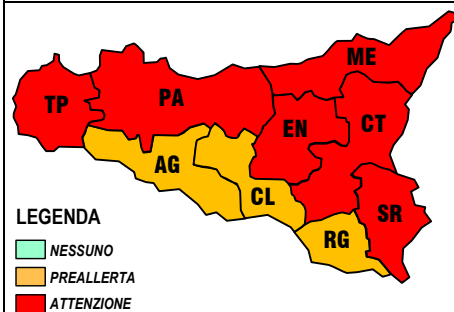 ME
TP
PA
EN
CT
AG
CL
SR
RG
LEGENDA
NESSUNO
PREALLERTA
ATTENZIONE